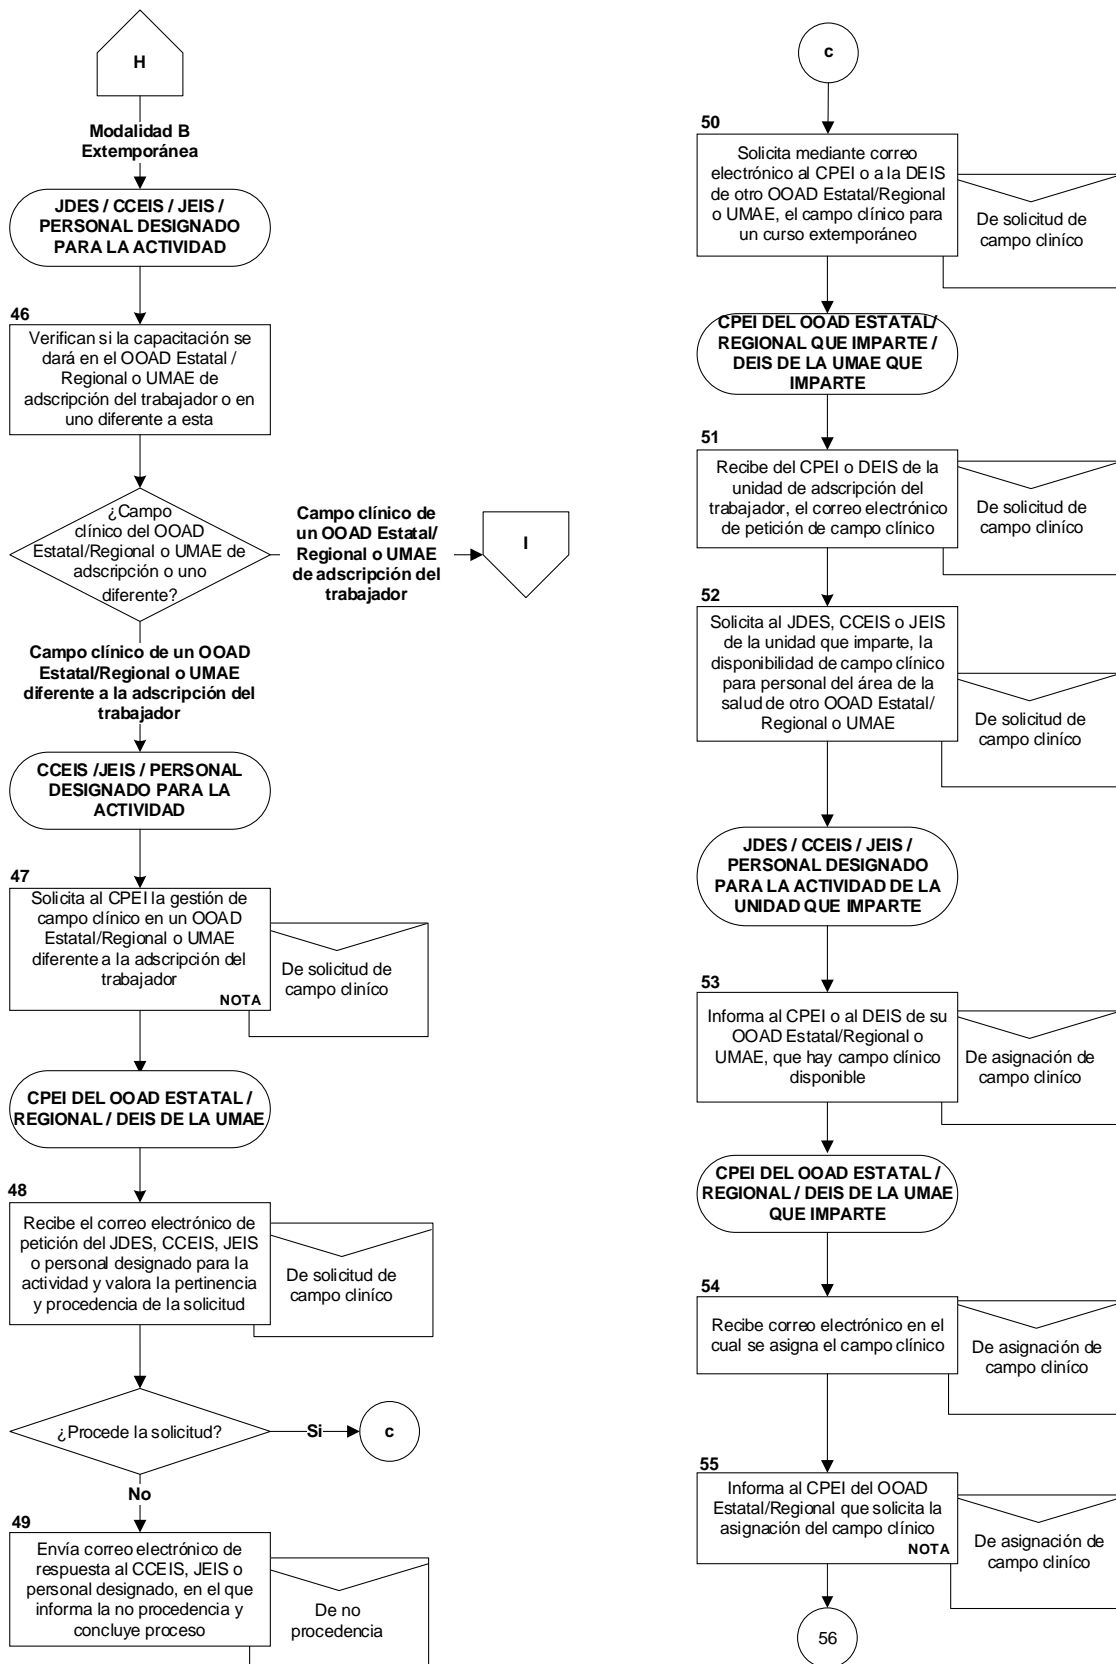 H
Modalidad B
Extemporánea
JDES / CCEIS / JEIS /
PERSONAL DESIGNADO
PARA LA ACTIVIDAD
46
Verifican si la capacitación se
dará en el OOAD Estatal /
Regional o UMAE de
adscripción del trabajador o en
uno diferente a esta
¿Campo
clínico del OOAD
Estatal/Regional o UMAE de
adscripción o uno
diferente?
Campo clínico de
un OOAD Estatal/
Regional o UMAE
de adscripción del
trabajador
I
Campo clínico de un OOAD
Estatal/Regional o UMAE
diferente a la adscripción del
trabajador
CCEIS /JEIS / PERSONAL
DESIGNADO PARA LA
ACTIVIDAD
47
Solicita al CPEI la gestión de
campo clínico en un OOAD
Estatal/Regional o UMAE
diferente a la adscripción del
trabajador
NOTA
De solicitud de
campo cliníco
CPEI DEL OOAD ESTATAL /
REGIONAL / DEIS DE LA UMAE
48
Recibe el correo electrónico de
petición del JDES, CCEIS, JEIS
o personal designado para la
actividad y valora la pertinencia
y procedencia de la solicitud
De solicitud de
campo cliníco
¿Procede la solicitud?
Si
c
No
49
Envía correo electrónico de
respuesta al CCEIS, JEIS o
personal designado, en el que
informa la no procedencia y
concluye proceso
De no
procedencia
c
50
Solicita mediante correo
electrónico al CPEI o a la DEIS
de otro OOAD Estatal/Regional
o UMAE, el campo clínico para
un curso extemporáneo
De solicitud de
campo cliníco
CPEI DEL OOAD ESTATAL/
REGIONAL QUE IMPARTE /
DEIS DE LA UMAE QUE
IMPARTE
51
Recibe del CPEI o DEIS de la
unidad de adscripción del
trabajador, el correo electrónico
de petición de campo clínico
De solicitud de
campo cliníco
52
Solicita al JDES, CCEIS o JEIS
de la unidad que imparte, la
disponibilidad de campo clínico
para personal del área de la
salud de otro OOAD Estatal/
Regional o UMAE
De solicitud de
campo cliníco
JDES / CCEIS / JEIS /
PERSONAL DESIGNADO
PARA LA ACTIVIDAD DE LA
UNIDAD QUE IMPARTE
53
Informa al CPEI o al DEIS de su
OOAD Estatal/Regional o
UMAE, que hay campo clínico
disponible
De asignación de
campo cliníco
CPEI DEL OOAD ESTATAL /
REGIONAL / DEIS DE LA UMAE
QUE IMPARTE
54
Recibe correo electrónico en el
cual se asigna el campo clínico
De asignación de
campo cliníco
55
Informa al CPEI del OOAD
Estatal/Regional que solicita la
asignación del campo clínico
NOTA
De asignación de
campo cliníco
56